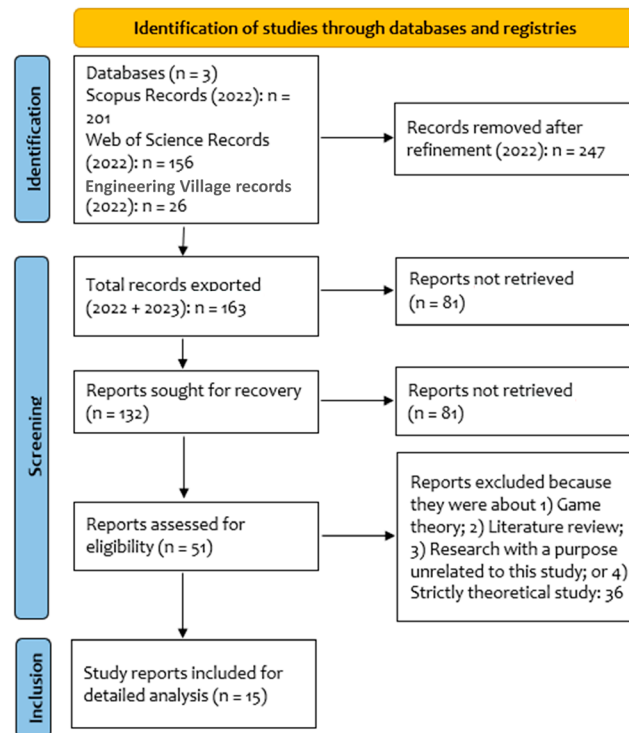 Identification of studies through databases and registries
Identification
Databases (n = 3)
Scopus Records (2022): n =
201
Web of Science Records
(2022): n = 156
Engineering Village records
(2022): n = 26
Records removed after
refinement (2022): n = 247
Screening
Total records exported
(2022 + 2023): n = 163
Reports not retrieved
(n = 81)
Reports sought for recovery
(n = 132)
Reports not retrieved
(n = 81)
Reports assessed for
eligibility (n = 51)
Reports excluded because
they were about 1) Game
theory; 2) Literature review;
3) Research with a purpose
unrelated to this study; or 4)
Strictly theoretical study: 36
Inclusion
Study reports included for
detailed analysis (n = 15)